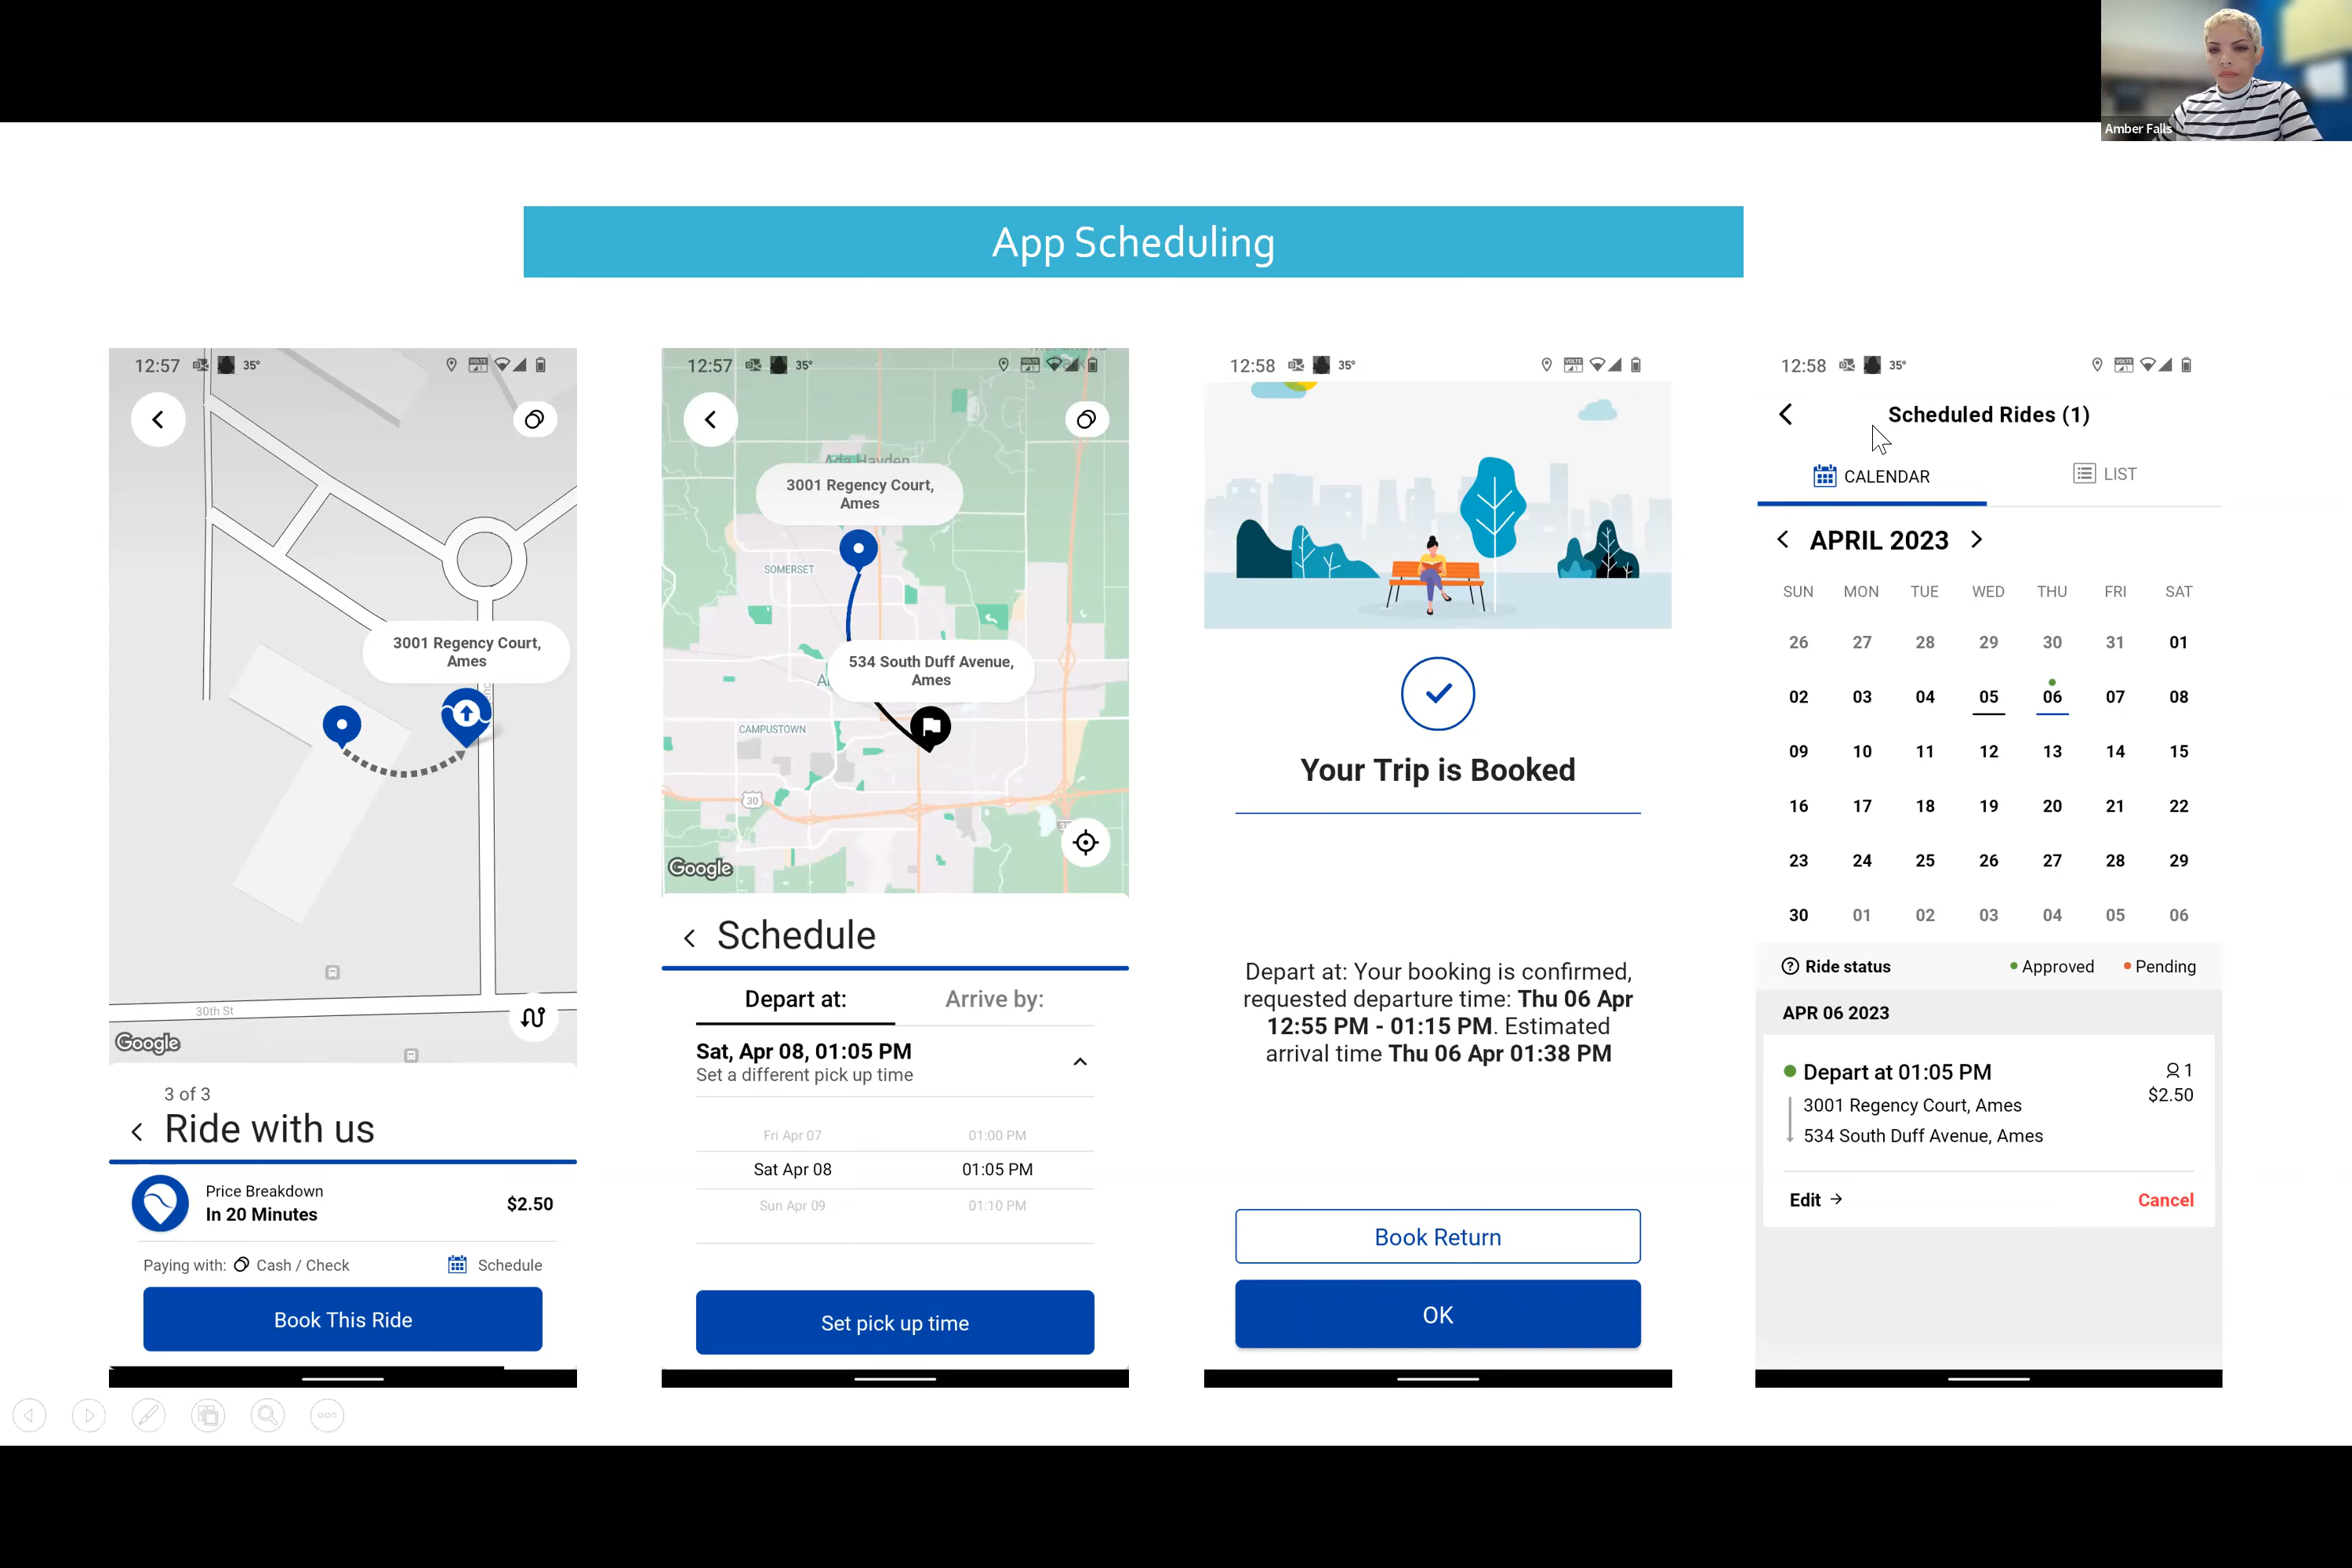 Amber Falls
App Scheduling
12:57
35°
3001 Regency Court,
Ames
30th St
Google
3 of 3
Ride with us
Price Breakdown
In 20 Minutes
$2.50
Paying with: Cash / Check
Schedule
Book This Ride
12:57
35°
Ada Hayden
3001 Regency Court,
Ames
SOMERSET
534 South Duff Avenue,
Ames
CAMPUSTOWN
30
Google
Schedule
Depart at:
Arrive by:
Sat, Apr 08, 01:05 PM
Set a different pick up time
Fri Apr 07 01:00 PM
Sat Apr 08 01:05 PM
Sun Apr 09 01:10 PM
Set pick up time
12:58
35°
Your Trip is Booked
Depart at: Your booking is confirmed,
requested departure time: Thu 06 Apr
12:55 PM - 01:15 PM. Estimated
arrival time Thu 06 Apr 01:38 PM
Book Return
OK
12:58
35°
Scheduled Rides (1)
CALENDAR
LIST
APRIL 2023
SUN MON TUE WED THU FRI SAT
26 27 28 29 30 31 01
02 03 04 05 06 07 08
09 10 11 12 13 14 15
16 17 18 19 20 21 22
23 24 25 26 27 28 29
30 01 02 03 04 05 06
Ride status
Approved
Pending
APR 06 2023
Depart at 01:05 PM
1
$2.50
3001 Regency Court, Ames
534 South Duff Avenue, Ames
Edit
Cancel